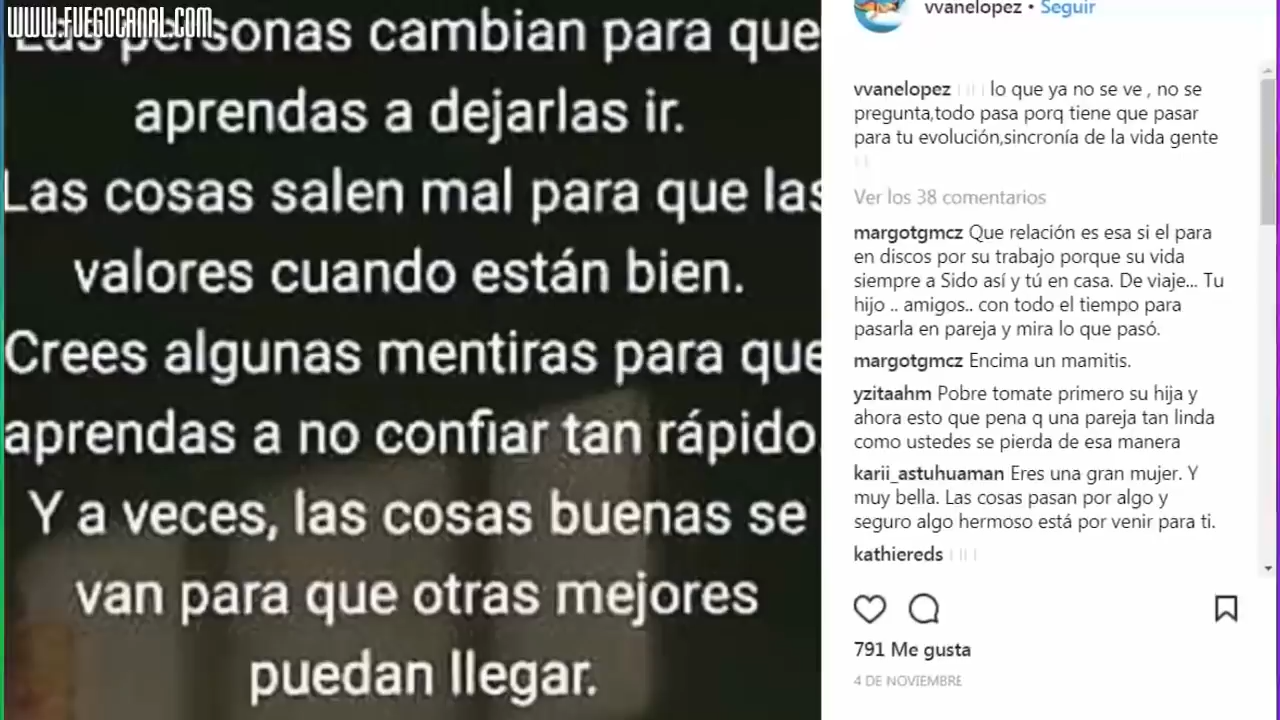 WWW.FUEGOCANAL.COM
Las personas cambian para que
aprendas a dejarlas ir.
Las cosas salen mal para que las
valores cuando están bien.
Crees algunas mentiras para que
aprendas a no confiar tan rápido.
Y a veces, las cosas buenas se
van para que otras mejores
puedan llegar.
vvanelopez • Seguir
vvanelopez lo que ya no se ve , no se
pregunta,todo pasa porq tiene que pasar
para tu evolución,sincronía de la vida gente
Ver los 38 comentarios
margotgmcz Que relación es esa si el para
en discos por su trabajo porque su vida
siempre a Sido así y tú en casa. De viaje... Tu
hijo .. amigos.. con todo el tiempo para
pasarla en pareja y mira lo que pasó.
margotgmcz Encima un mamitis.
yzitaahm Pobre tomate primero su hija y
ahora esto que pena q una pareja tan linda
como ustedes se pierda de esa manera
karii_astuhuaman Eres una gran mujer. Y
muy bella. Las cosas pasan por algo y
seguro algo hermoso está por venir para ti.
kathiereds
791 Me gusta
4 DE NOVIEMBRE